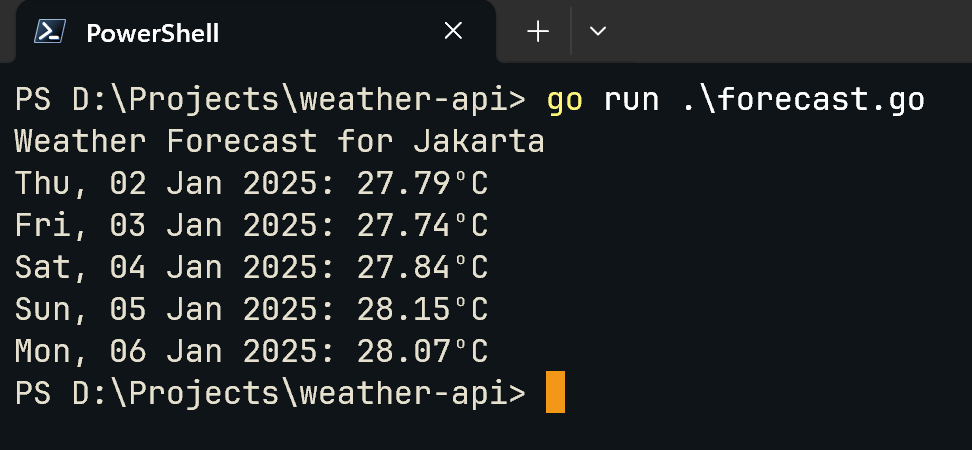 PowerShell
PS D:\Projects\weather-api> go run .\forecast.go
Weather Forecast for Jakarta
Thu, 02 Jan 2025: 27.79°C
Fri, 03 Jan 2025: 27.74°C
Sat, 04 Jan 2025: 27.84°C
Sun, 05 Jan 2025: 28.15°C
Mon, 06 Jan 2025: 28.07°C
PS D:\Projects\weather-api>